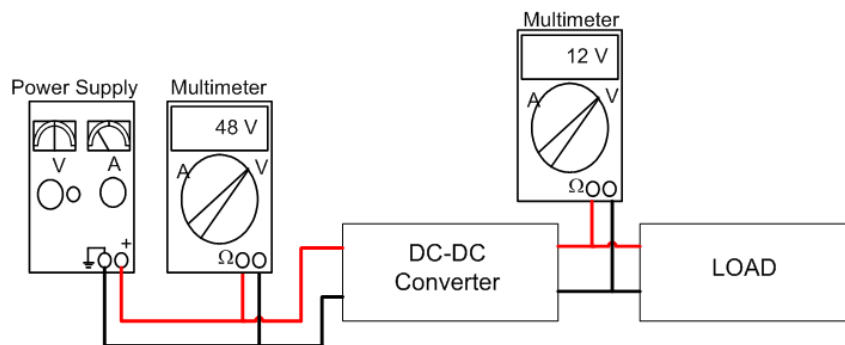 Multimeter
12 V
A
V
Ω
Power Supply
V
A
+
Multimeter
48 V
A
V
Ω
DC-DC
Converter
LOAD